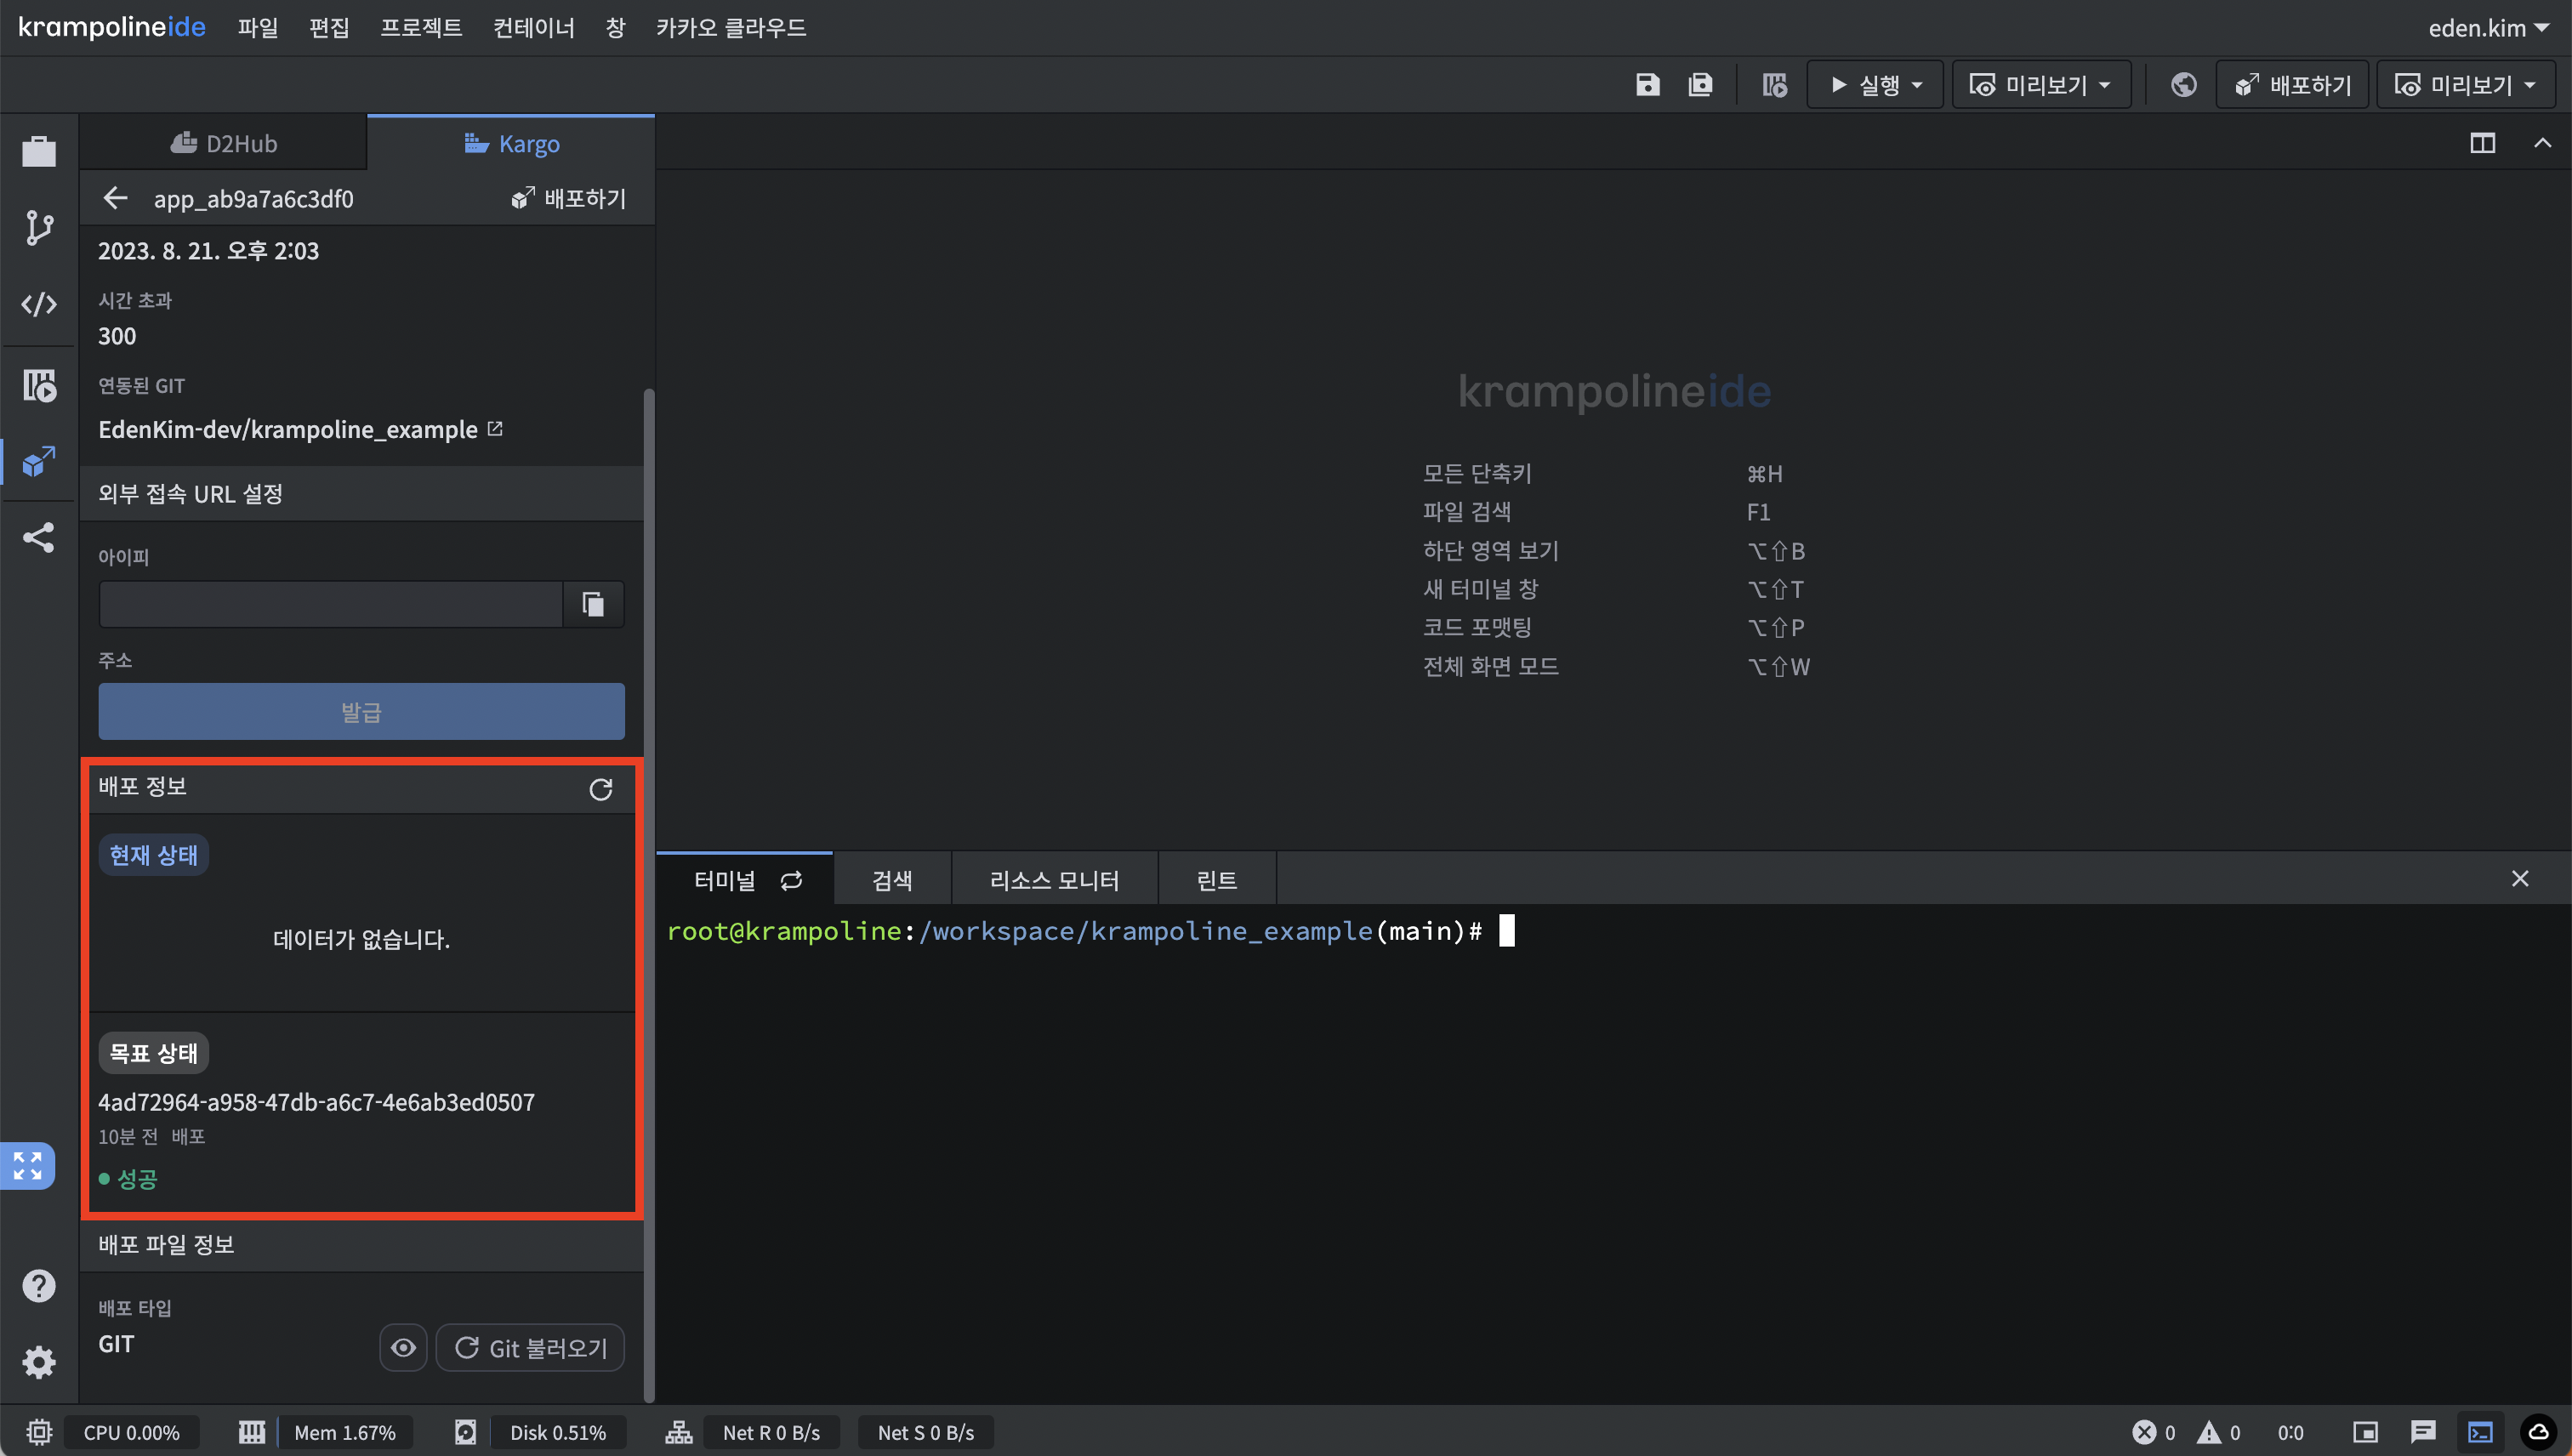 krampolineide 파일 편집 프로젝트 컨테이너 창 카카오 클라우드 eden.kim
실행 미리보기 배포하기 미리보기
D2Hub Kargo
app_ab9a7a6c3df0 배포하기
2023. 8. 21. 오후 2:03
시간 초과
300
연동된 GIT
EdenKim-dev/krampoline_example
외부 접속 URL 설정
아이피
주소
발급
배포 정보
현재 상태
데이터가 없습니다.
목표 상태
4ad72964-a958-47db-a6c7-4e6ab3ed0507
10분 전 배포
성공
배포 파일 정보
배포 타입
GIT
Git 불러오기
krampolineide
모든 단축키 ⌘H
파일 검색 F1
하단 영역 보기 ⌥⇧B
새 터미널 창 ⌥⇧T
코드 포맷팅 ⌥⇧P
전체 화면 모드 ⌥⇧W
터미널 검색 리소스 모니터 린트
root@krampoline:/workspace/krampoline_example(main)#
CPU 0.00% Mem 1.67% Disk 0.51% Net R 0 B/s Net S 0 B/s 0 0 0:0